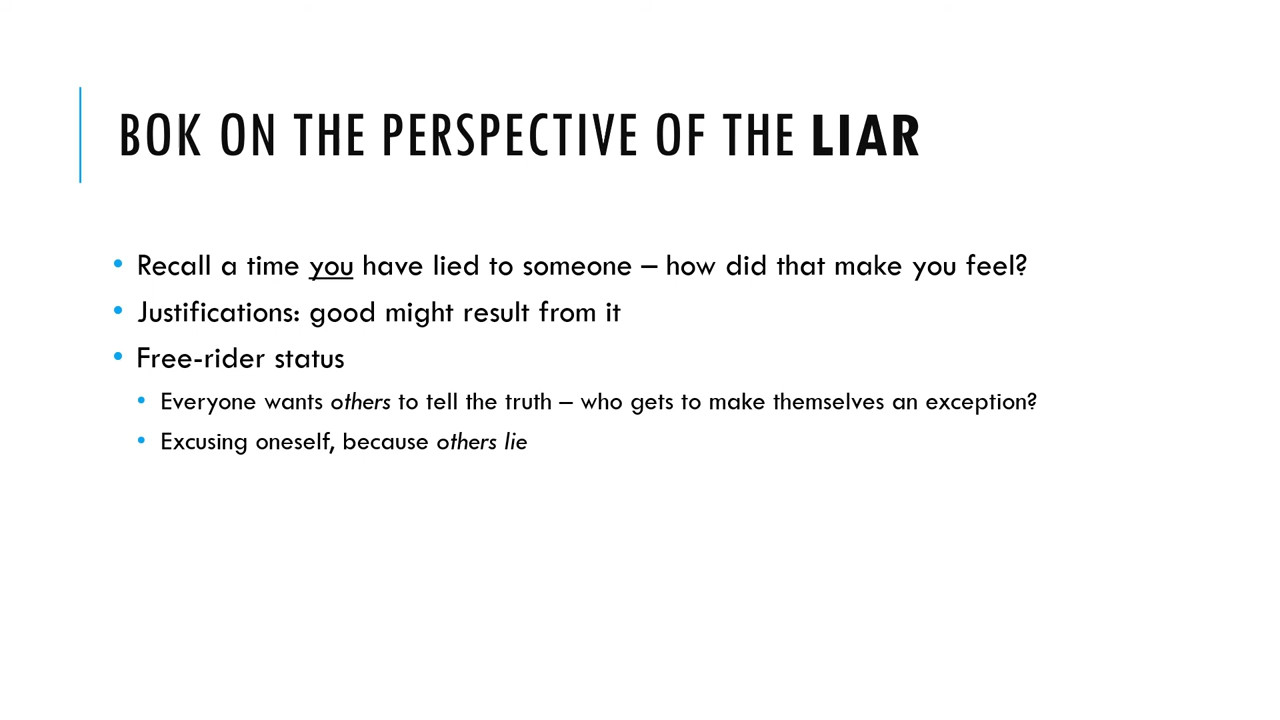 BOK ON THE PERSPECTIVE OF THE LIAR
• Recall a time you have lied to someone – how did that make you feel?
• Justifications: good might result from it
• Free-rider status
• Everyone wants others to tell the truth – who gets to make themselves an exception?
• Excusing oneself, because others lie